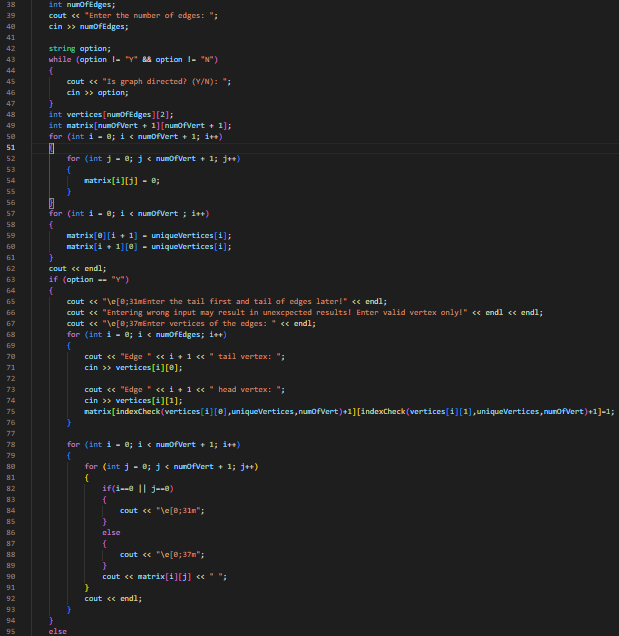 38 int numOfEdges;
39 cout << "Enter the number of edges: ";
40 cin >> numOfEdges;
41
42 string option;
43 while (option != "Y" && option != "N")
44 {
45 cout << "Is graph directed? (Y/N): ";
46 cin >> option;
47 }
48 int vertices[numOfEdges][2];
49 int matrix[numOfVert + 1][numOfVert + 1];
50 for (int i = 0; i < numOfVert + 1; i++)
51 {
52 for (int j = 0; j < numOfVert + 1; j++)
53 {
54 matrix[i][j] = 0;
55 }
56 }
57 for (int i = 0; i < numOfVert ; i++)
58 {
59 matrix[0][i + 1] = uniqueVertices[i];
60 matrix[i + 1][0] = uniqueVertices[i];
61 }
62 cout << endl;
63 if (option == "Y")
64 {
65 cout << "\e[0;31mEnter the tail first and tail of edges later!" << endl;
66 cout << "Entering wrong input may result in unexcpected results! Enter valid vertex only!" << endl << endl;
67 cout << "\e[0;37mEnter vertices of the edges: " << endl;
68 for (int i = 0; i < numOfEdges; i++)
69 {
70 cout << "Edge " << i + 1 << " tail vertex: ";
71 cin >> vertices[i][0];
72
73 cout << "Edge " << i + 1 << " head vertex: ";
74 cin >> vertices[i][1];
75 matrix[indexCheck(vertices[i][0],uniqueVertices,numOfVert)+1][indexCheck(vertices[i][1],uniqueVertices,numOfVert)+1]=1;
76 }
77
78 for (int i = 0; i < numOfVert + 1; i++)
79 {
80 for (int j = 0; j < numOfVert + 1; j++)
81 {
82 if(i==0 || j==0)
83 {
84 cout << "\e[0;31m";
85 }
86 else
87 {
88 cout << "\e[0;37m";
89 }
90 cout << matrix[i][j] << " ";
91 }
92 cout << endl;
93 }
94 }
95 else